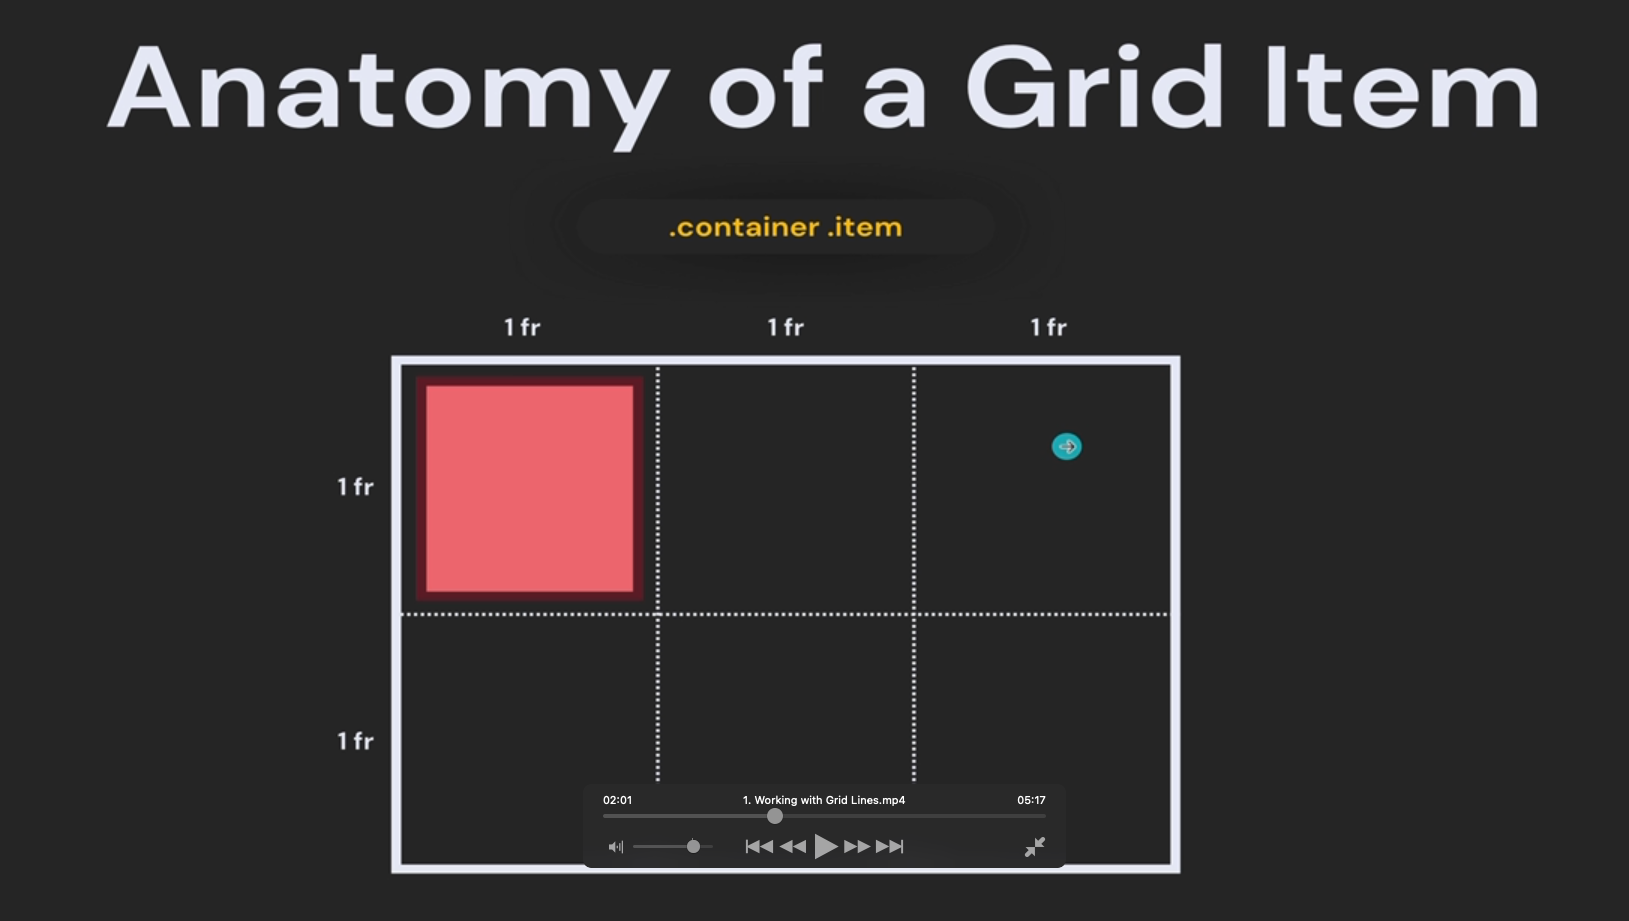 Anatomy of a Grid Item
.container .item
1 fr 1 fr 1 fr
1 fr
1 fr
02:01 1. Working with Grid Lines.mp4 05:17